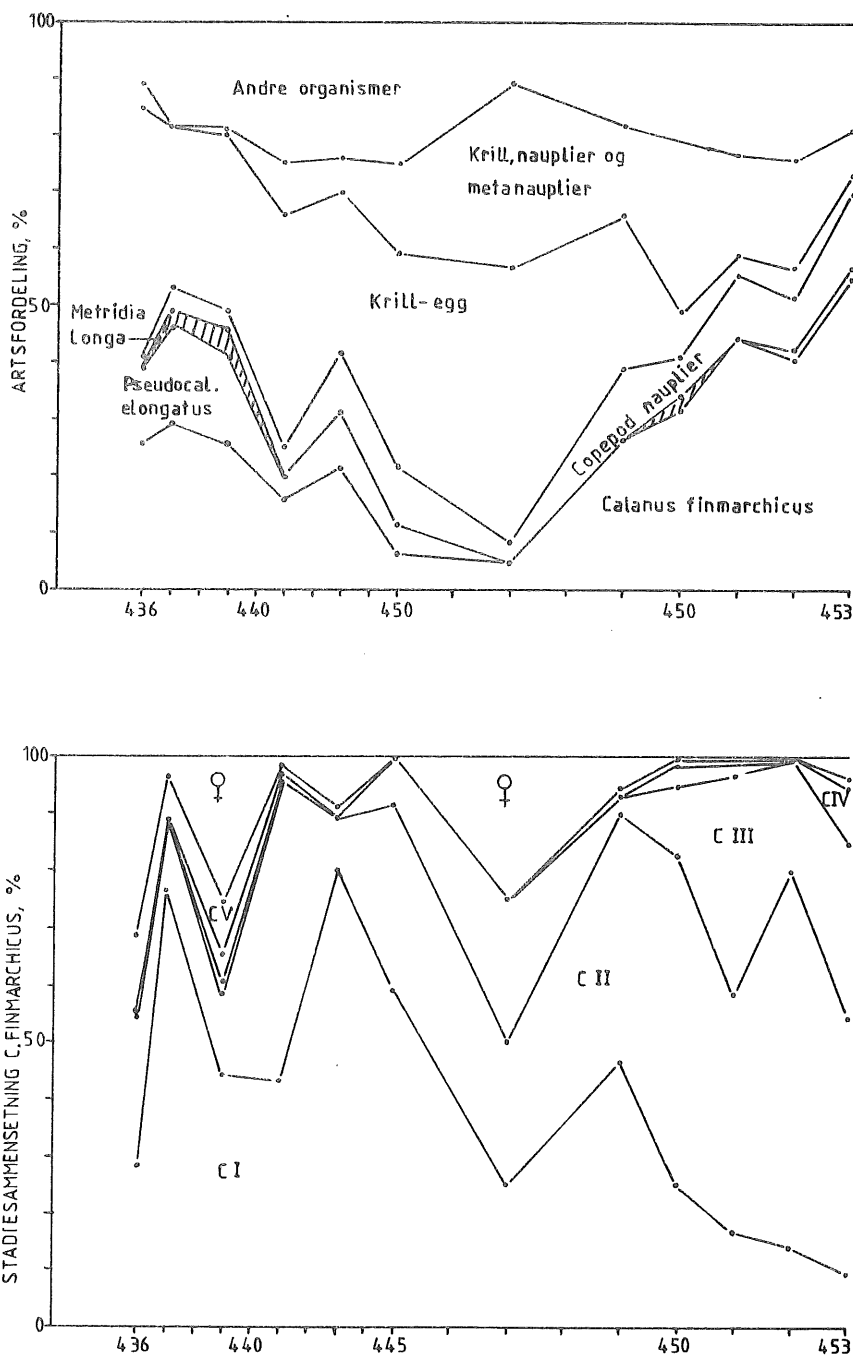 100
Andre organismer
Krill, nauplier og
metanauplier
ARTSFORDELING, %
50
Krill-egg
Metridia
Longa
Pseudocal.
elongatus
Copepod nauplier
Calanus finmarchicus
0
436 440 450 450 453
100
♀ ♀
CIV
C III
CV
C II
STADIESAMMENSETNING C.FINMARCHICUS, %
50
C I
0
436 440 445 450 453